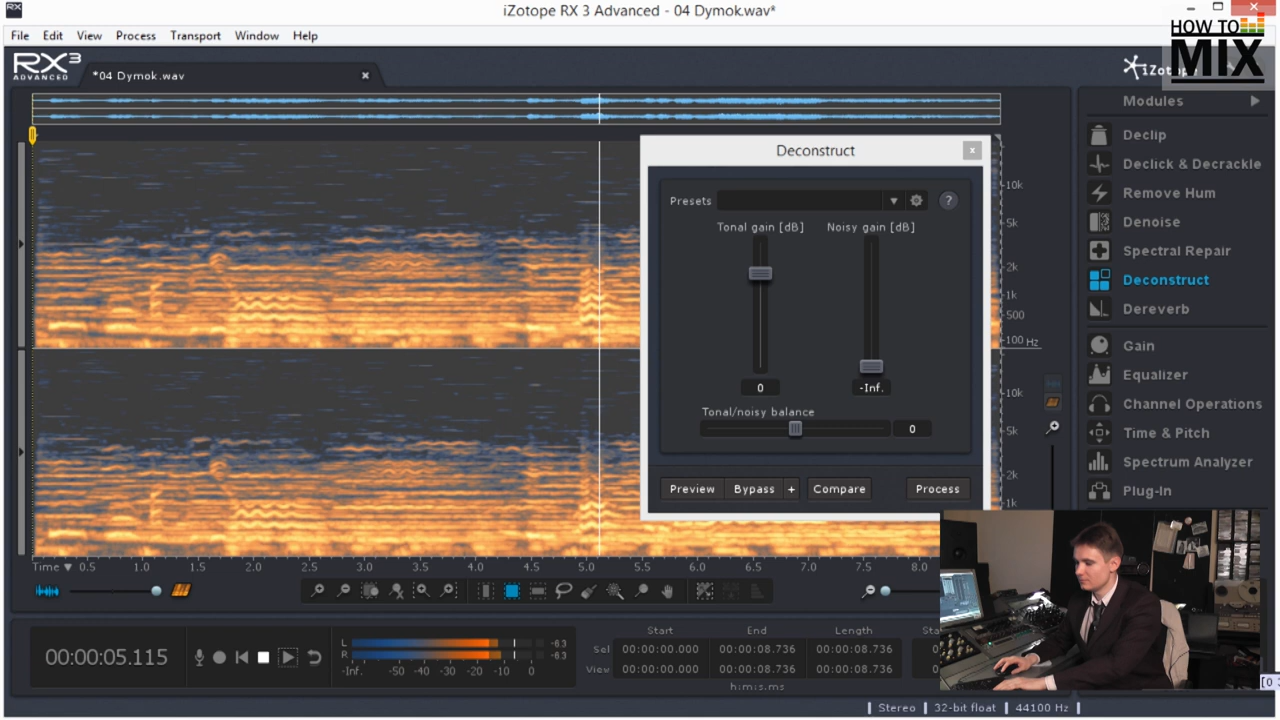 iZotope RX 3 Advanced - 04 Dymok.wav*
RX
File Edit View Process Transport Window Help
HOW TO
MIX
RX 3
ADVANCED
*04 Dymok.wav
Modules
Declip
Declick & Decrackle
Remove Hum
Denoise
Spectral Repair
Deconstruct
Dereverb
Gain
Equalizer
Channel Operations
Time & Pitch
Spectrum Analyzer
Plug-In
Deconstruct
Presets
?
Tonal gain [dB] Noisy gain [dB]
0 -Inf.
Tonal/noisy balance
0
Preview Bypass + Compare Process
10k
5k
2k
1k
500
100 Hz
10k
5k
2k
1k
Time 0.5 1.0 1.5 2.0 2.5 3.0 3.5 4.0 4.5 5.0 5.5 6.0 6.5 7.0 7.5 8.0
00:00:05.115
L
R
-63
-63
-Inf. -50 -40 -30 -20 -10 0
Start End Length
Sel 00:00:00.000 00:00:08.736 00:00:08.736
View 00:00:00.000 00:00:08.736 00:00:08.736
h:m:s.ms
Stereo 32-bit float 44100 Hz